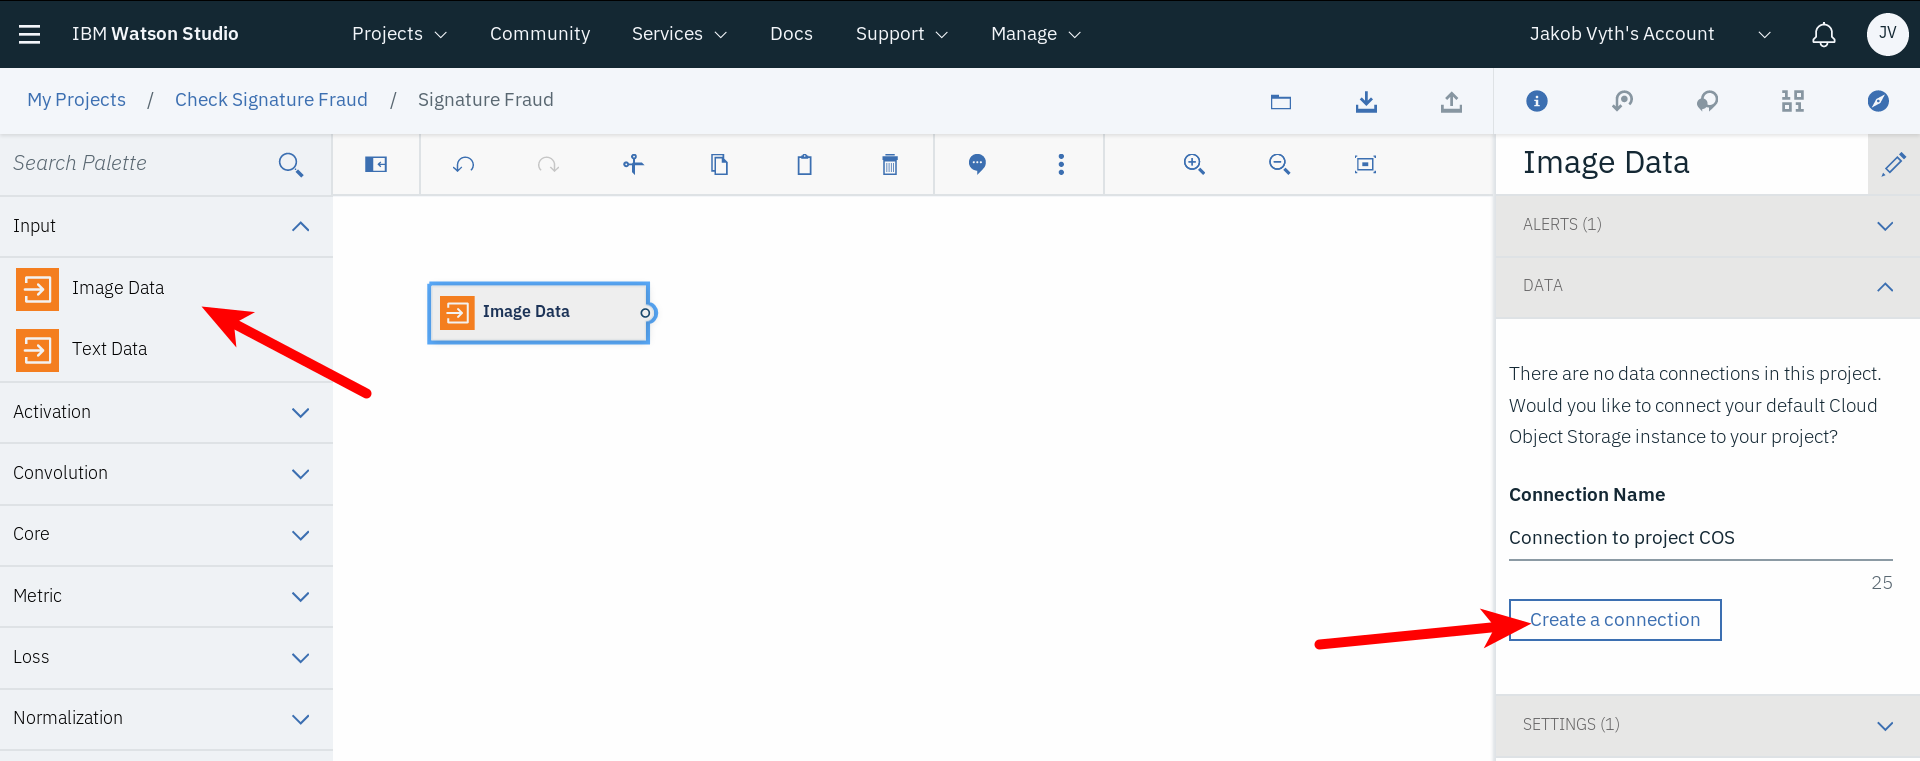 IBM Watson Studio Projects Community Services Docs Support Manage Jakob Vyth's Account JV
My Projects / Check Signature Fraud / Signature Fraud
Search Palette
Input
Image Data
Text Data
Activation
Convolution
Core
Metric
Loss
Normalization
Image Data
Image Data
ALERTS (1)
DATA
There are no data connections in this project.
Would you like to connect your default Cloud
Object Storage instance to your project?
Connection Name
Connection to project COS
25
Create a connection
SETTINGS (1)